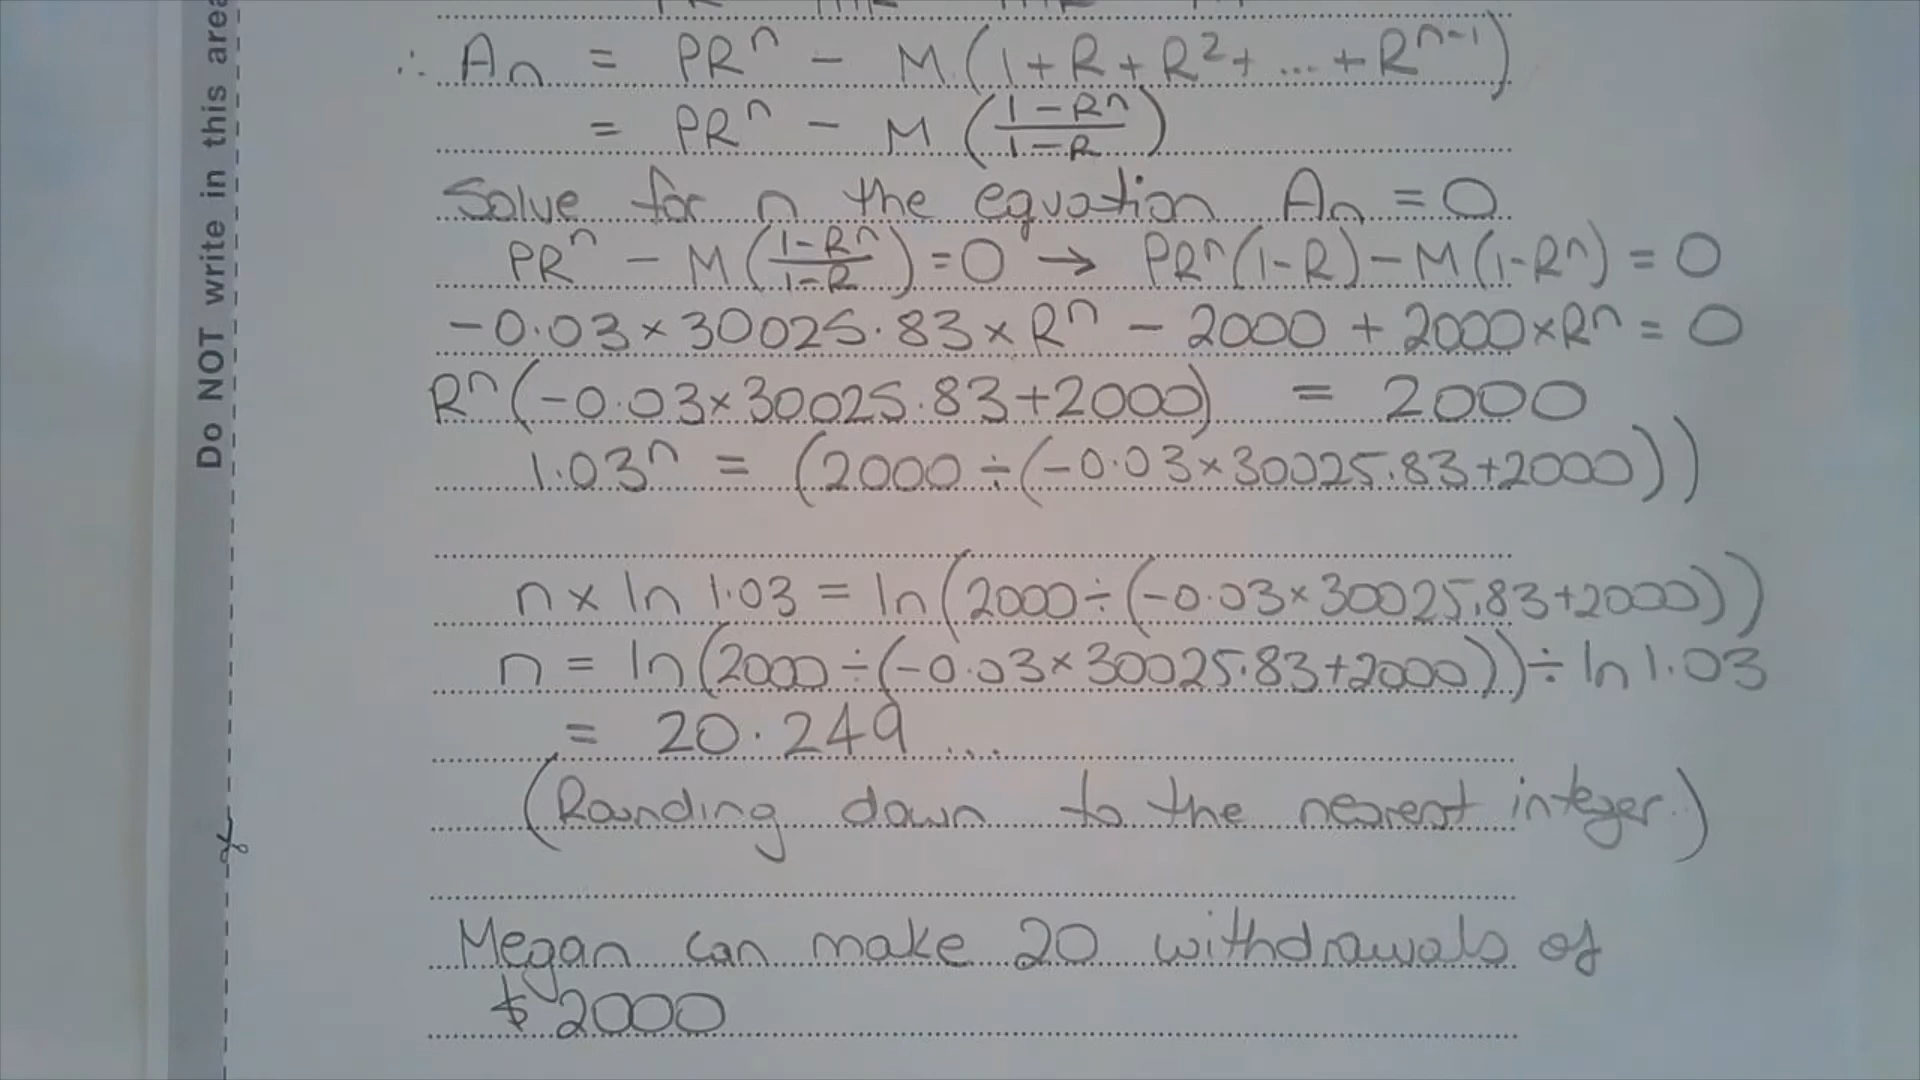 Do NOT write in this area
∴ An = PRⁿ − M(1+R+R²+ ... +Rⁿ⁻¹)
= PRⁿ − M(1−Rⁿ/1−R)
Solve for n the equation An = 0
PRⁿ − M(1−Rⁿ/1−R) = 0 → PRⁿ(1−R)−M(1−Rⁿ) = 0
−0.03×30025.83×Rⁿ − 2000 + 2000×Rⁿ = 0
Rⁿ(−0.03×30025.83+2000) = 2000
1.03ⁿ = (2000÷(−0.03×30025.83+2000))
n× ln 1.03 = ln(2000÷(−0.03×30025.83+2000))
n = ln(2000÷(−0.03×30025.83+2000))÷ ln 1.03
= 20.249...
(Rounding down to the nearest integer.)
Megan can make 20 withdrawals of
$2000